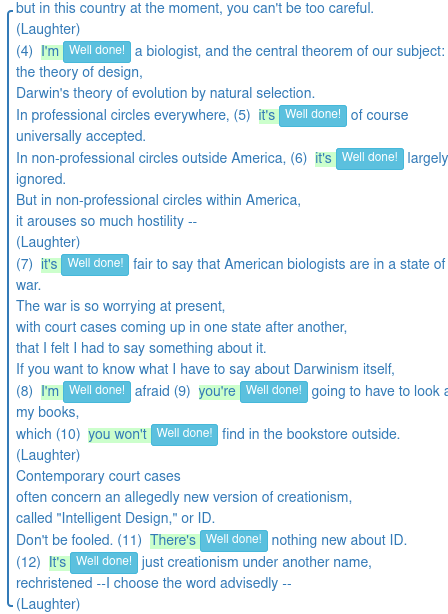 but in this country at the moment, you can't be too careful.
(Laughter)
(4) I'm Well done! a biologist, and the central theorem of our subject:
the theory of design,
Darwin's theory of evolution by natural selection.
In professional circles everywhere, (5) it's Well done! of course
universally accepted.
In non-professional circles outside America, (6) it's Well done! largely
ignored.
But in non-professional circles within America,
it arouses so much hostility --
(Laughter)
(7) it's Well done! fair to say that American biologists are in a state of
war.
The war is so worrying at present,
with court cases coming up in one state after another,
that I felt I had to say something about it.
If you want to know what I have to say about Darwinism itself,
(8) I'm Well done! afraid (9) you're Well done! going to have to look a
my books,
which (10) you won't Well done! find in the bookstore outside.
(Laughter)
Contemporary court cases
often concern an allegedly new version of creationism,
called "Intelligent Design," or ID.
Don't be fooled. (11) There's Well done! nothing new about ID.
(12) It's Well done! just creationism under another name,
rechristened --I choose the word advisedly --
(Laughter)